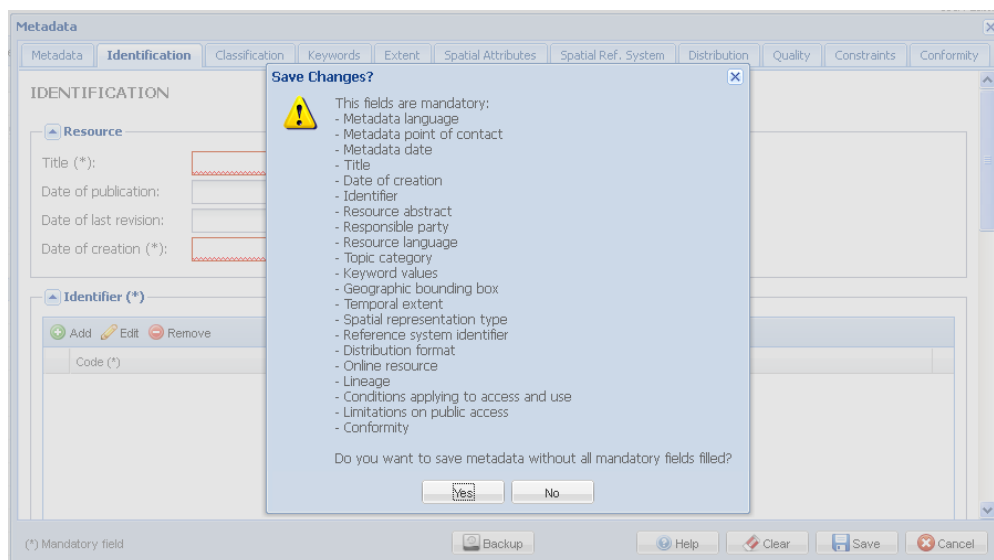 Metadata
Metadata Identification Classification Keywords Extent Spatial Attributes Spatial Ref. System Distribution Quality Constraints Conformity
IDENTIFICATION
Resource
Title (*):
Date of publication:
Date of last revision:
Date of creation (*):
Identifier (*)
Add Edit Remove
Code (*)
Save Changes?
This fields are mandatory:
- Metadata language
- Metadata point of contact
- Metadata date
- Title
- Date of creation
- Identifier
- Resource abstract
- Responsible party
- Resource language
- Topic category
- Keyword values
- Geographic bounding box
- Temporal extent
- Spatial representation type
- Reference system identifier
- Distribution format
- Online resource
- Lineage
- Conditions applying to access and use
- Limitations on public access
- Conformity
Do you want to save metadata without all mandatory fields filled?
Yes No
(*) Mandatory field
Backup Help Clear Save Cancel